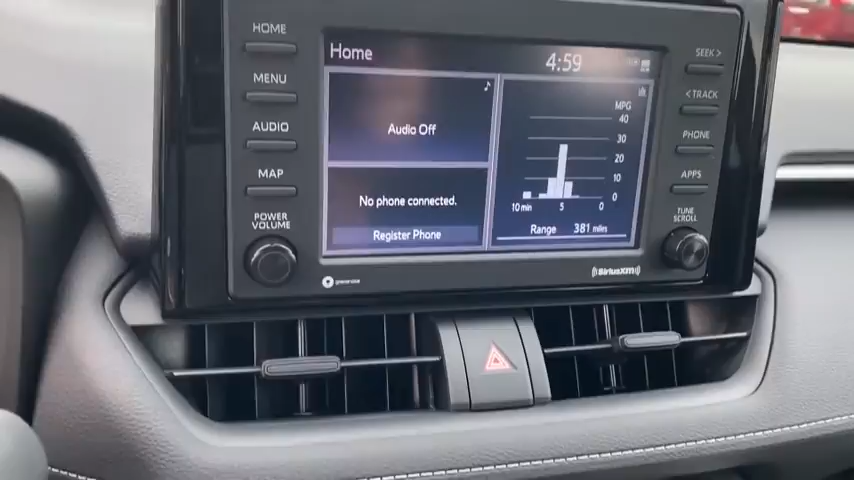 HOME
MENU
AUDIO
MAP
POWER
VOLUME
Home
4:59
Audio Off
No phone connected.
Register Phone
MPG
40
30
20
10
0
10 min
5
0
Range 381 miles
SEEK >
< TRACK
PHONE
APPS
TUNE
SCROLL
SiriusXM